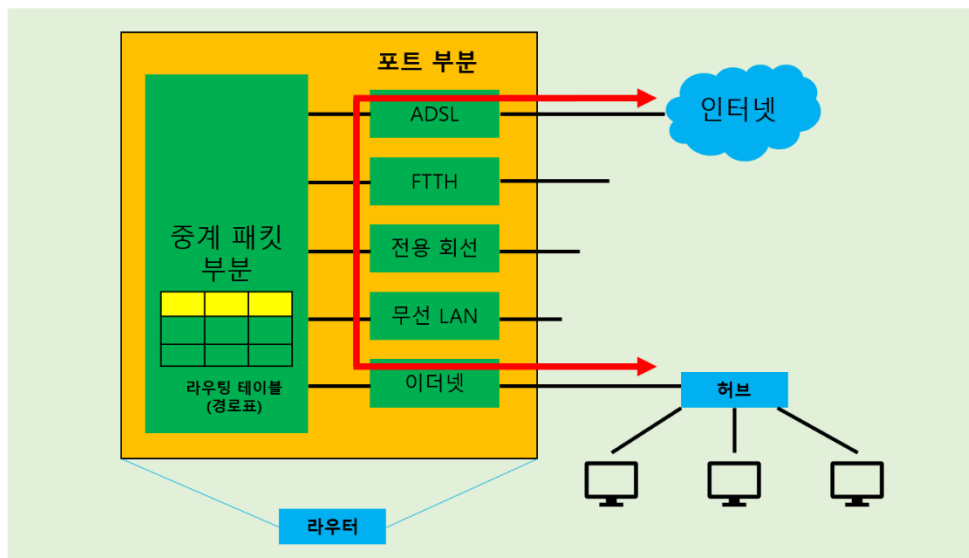 포트 부분
ADSL
인터넷
FTTH
중계 패킷
부분
전용 회선
무선 LAN
라우팅 테이블
(경로표)
이더넷
허브
라우터